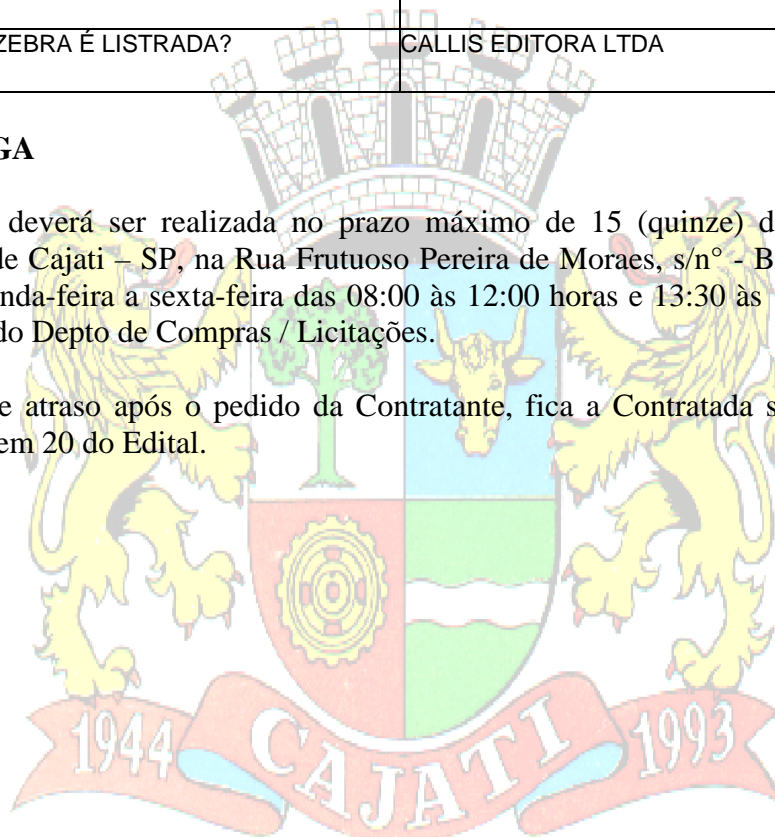 ZEBRA É LISTRADA? CALLIS EDITORA LTDA
GA
deverá ser realizada no prazo máximo de 15 (quinze) d
de Cajati – SP, na Rua Frutuoso Pereira de Moraes, s/n° - B
nda-feira a sexta-feira das 08:00 às 12:00 horas e 13:30 às
do Depto de Compras / Licitações.
e atraso após o pedido da Contratante, fica a Contratada s
em 20 do Edital.
1944 CAJATI 1993